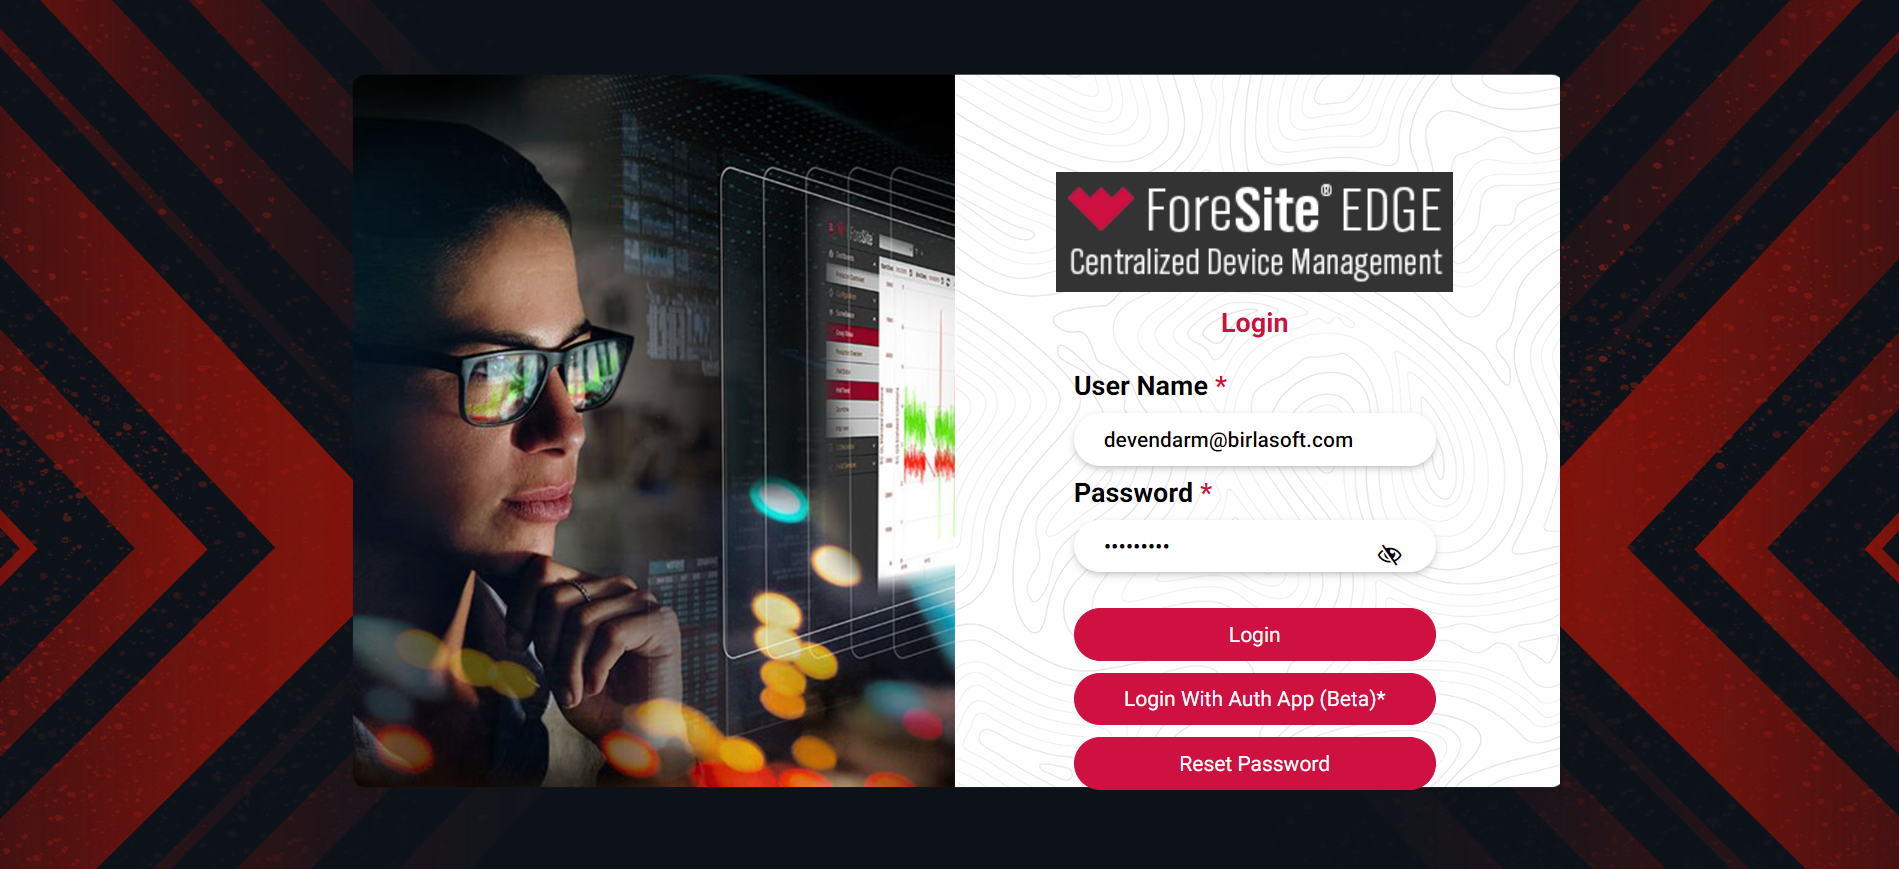 ForeSite® EDGE
Centralized Device Management
Login
User Name *
devendarm@birlasoft.com
Password *
•••••••••
Login
Login With Auth App (Beta)*
Reset Password
ForeSite